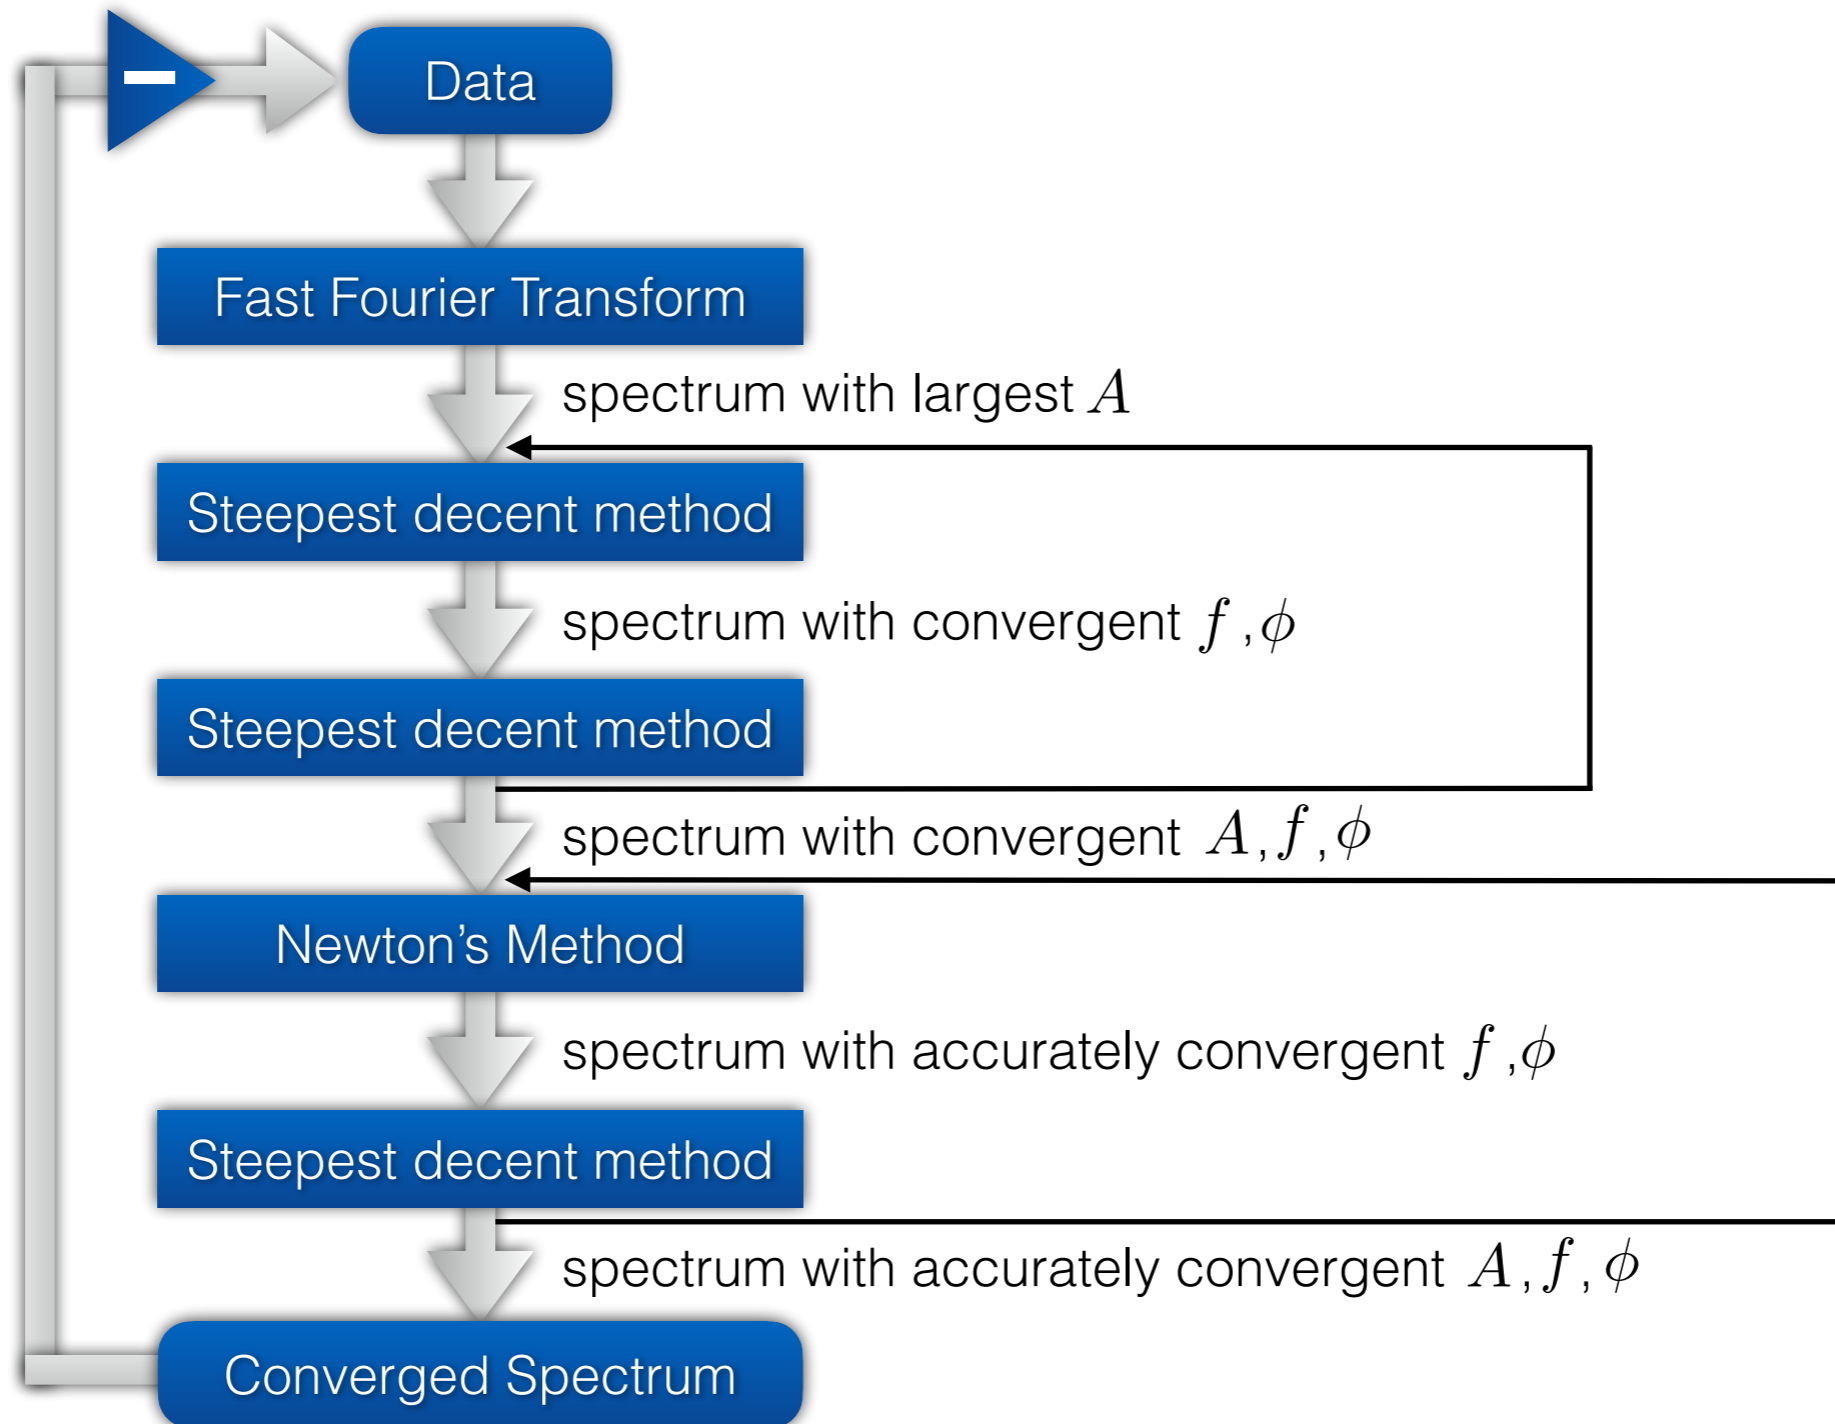 Data
Fast Fourier Transform
spectrum with largest A
Steepest decent method
spectrum with convergent f ,ϕ
Steepest decent method
spectrum with convergent A,f,ϕ
Newton’s Method
spectrum with accurately convergent f ,ϕ
Steepest decent method
spectrum with accurately convergent A,f,ϕ
Converged Spectrum